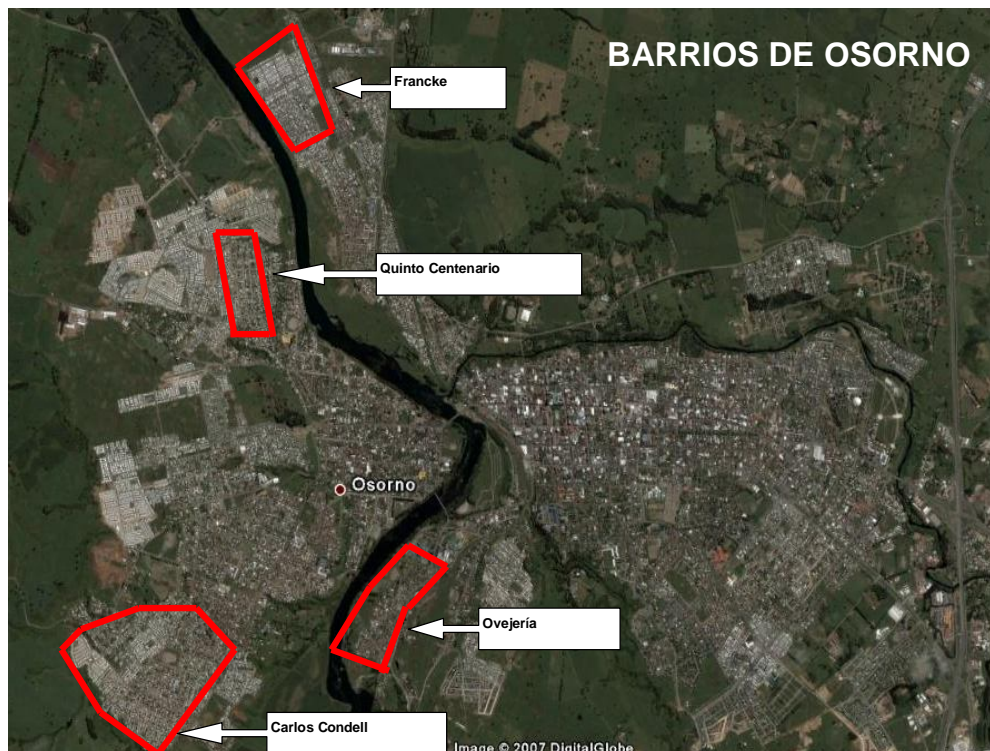 BARRIOS DE OSORNO
Francke
Quinto Centenario
Osorno
Ovejería
Carlos Condell
Image © 2007 DigitalGlobe